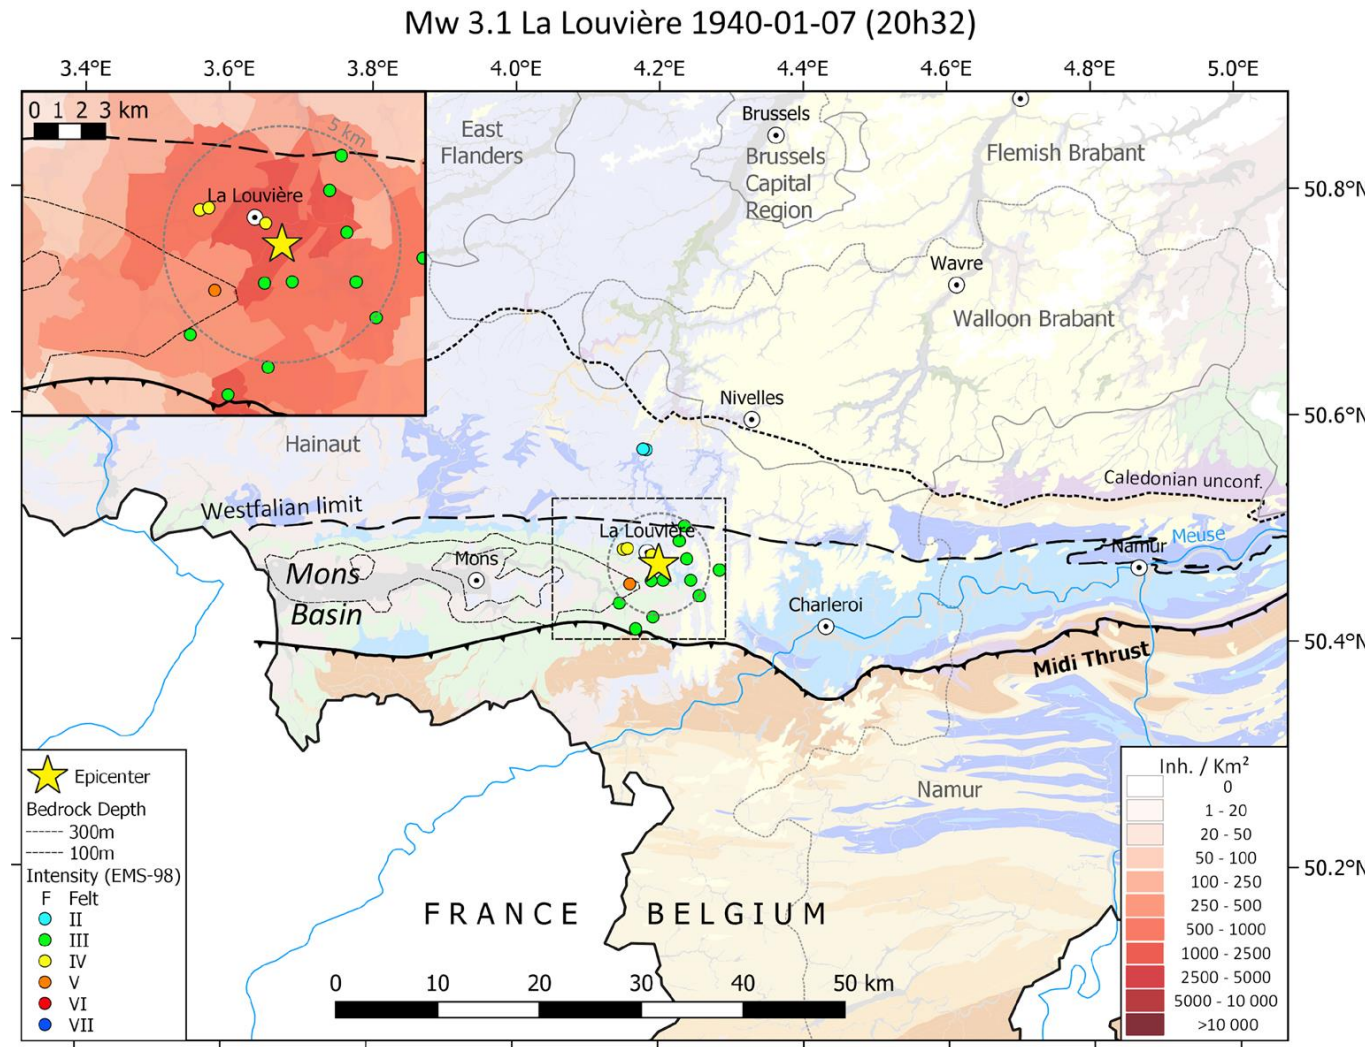 Mw 3.1 La Louvière 1940-01-07 (20h32)
3.4°E 3.6°E 3.8°E 4.0°E 4.2°E 4.4°E 4.6°E 4.8°E 5.0°E
0 1 2 3 km
5 km
La Louvière
East
Flanders
Brussels
Brussels
Capital
Region
Flemish Brabant
50.8°N
Wavre
Walloon Brabant
Nivelles
50.6°N
Hainaut
Caledonian unconf.
Westfalian limit
La Louvière
Meuse
Namur
Mons
Mons
Basin
Charleroi
50.4°N
Midi Thrust
Namur
50.2°N
FRANCE
BELGIUM
0 10 20 30 40 50 km
Epicenter
Bedrock Depth
300m
100m
Intensity (EMS-98)
F Felt
II
III
IV
V
VI
VII
Inh. / Km²
0
1 - 20
20 - 50
50 - 100
100 - 250
250 - 500
500 - 1000
1000 - 2500
2500 - 5000
5000 - 10 000
>10 000